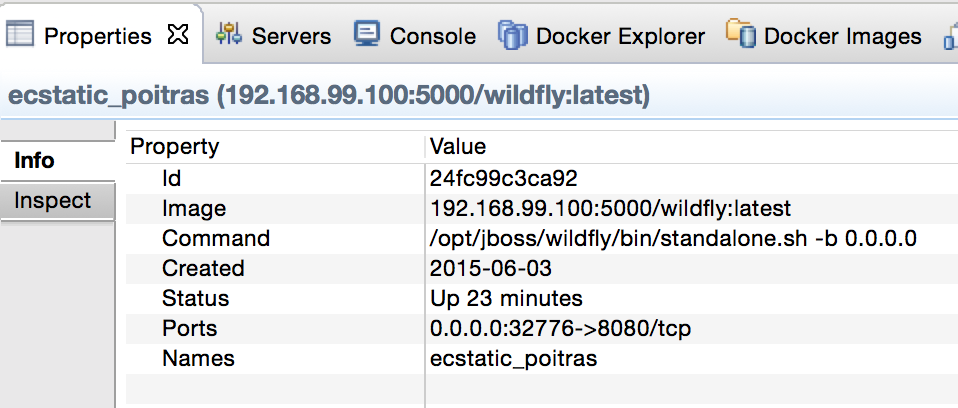 Properties Servers Console Docker Explorer Docker Images
ecstatic_poitras (192.168.99.100:5000/wildfly:latest)
Info
Inspect
Property Value
Id 24fc99c3ca92
Image 192.168.99.100:5000/wildfly:latest
Command /opt/jboss/wildfly/bin/standalone.sh -b 0.0.0.0
Created 2015-06-03
Status Up 23 minutes
Ports 0.0.0.0:32776->8080/tcp
Names ecstatic_poitras